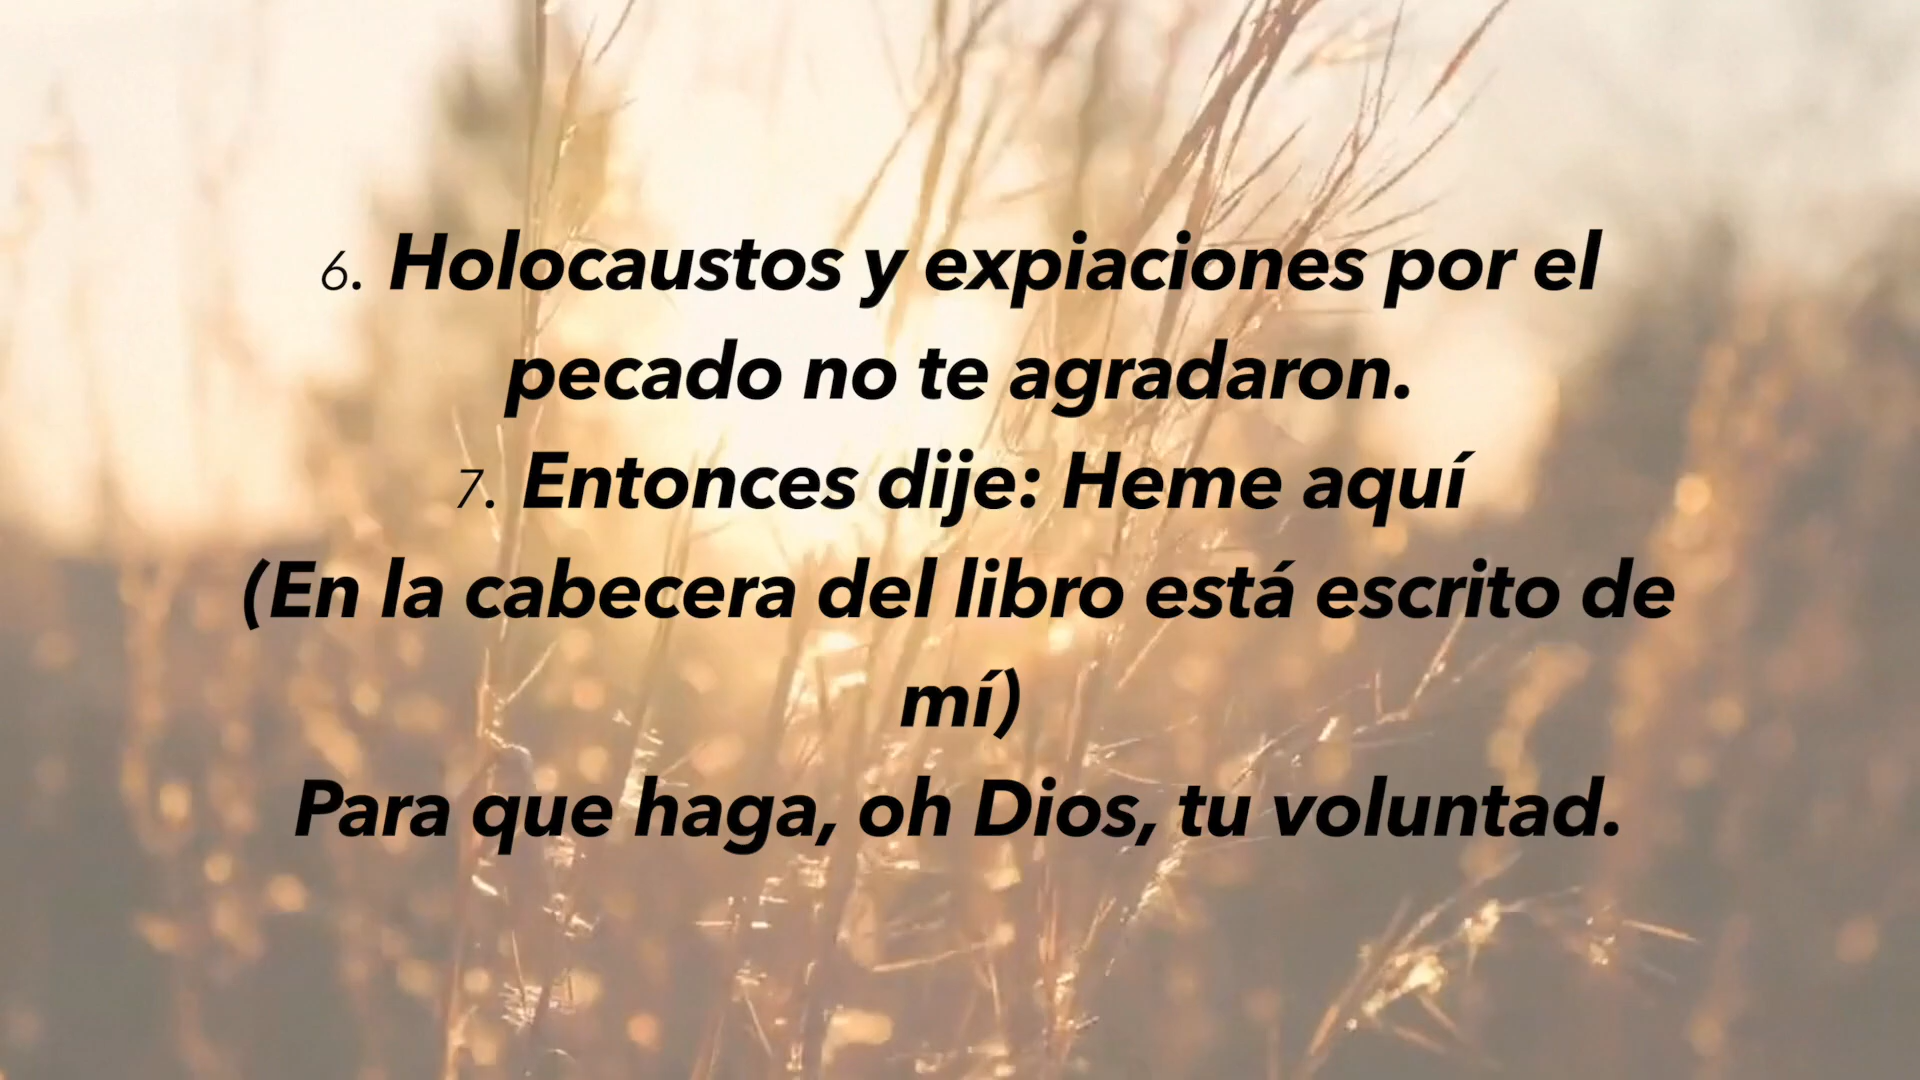 6. Holocaustos y expiaciones por el
pecado no te agradaron.
7. Entonces dije: Heme aquí
(En la cabecera del libro está escrito de
mí)
Para que haga, oh Dios, tu voluntad.